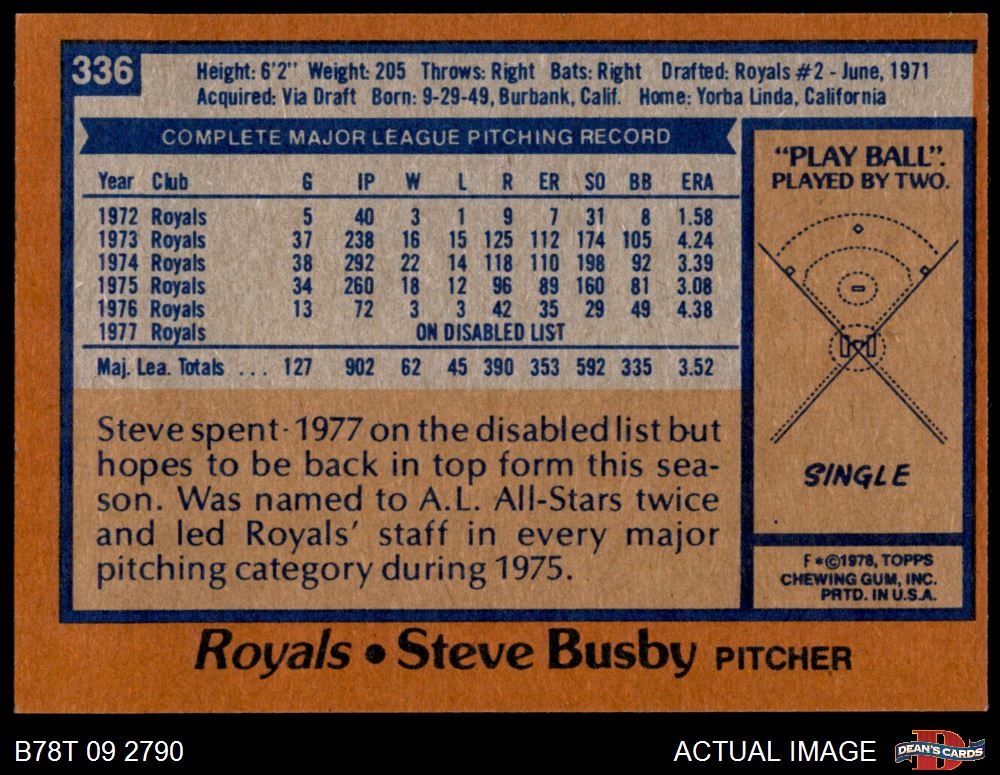 336
Height: 6'2" Weight: 205 Throws: Right Bats: Right Drafted: Royals #2 - June, 1971
Acquired: Via Draft Born: 9-29-49, Burbank, Calif. Home: Yorba Linda, California
COMPLETE MAJOR LEAGUE PITCHING RECORD
Year Club G IP W L R ER SO BB ERA
1972 Royals 5 40 3 1 9 7 31 8 1.58
1973 Royals 37 238 16 15 125 112 174 105 4.24
1974 Royals 38 292 22 14 118 110 198 92 3.39
1975 Royals 34 260 18 12 96 89 160 81 3.08
1976 Royals 13 72 3 3 42 35 29 49 4.38
1977 Royals ON DISABLED LIST
Maj. Lea. Totals ... 127 902 62 45 390 353 592 335 3.52
Steve spent 1977 on the disabled list but
hopes to be back in top form this sea-
son. Was named to A.L. All-Stars twice
and led Royals' staff in every major
pitching category during 1975.
"PLAY BALL".
PLAYED BY TWO.
SINGLE
F*©1978, TOPPS
CHEWING GUM, INC.
PRTD. IN U.S.A.
Royals • Steve Busby PITCHER
B78T 09 2790
ACTUAL IMAGE
DEAN'S CARDS